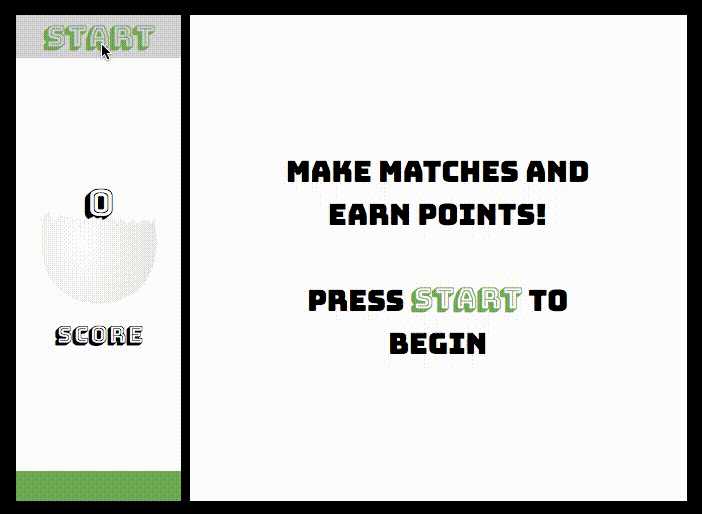 START
0
SCORE
MAKE MATCHES AND
EARN POINTS!
PRESS START TO
BEGIN